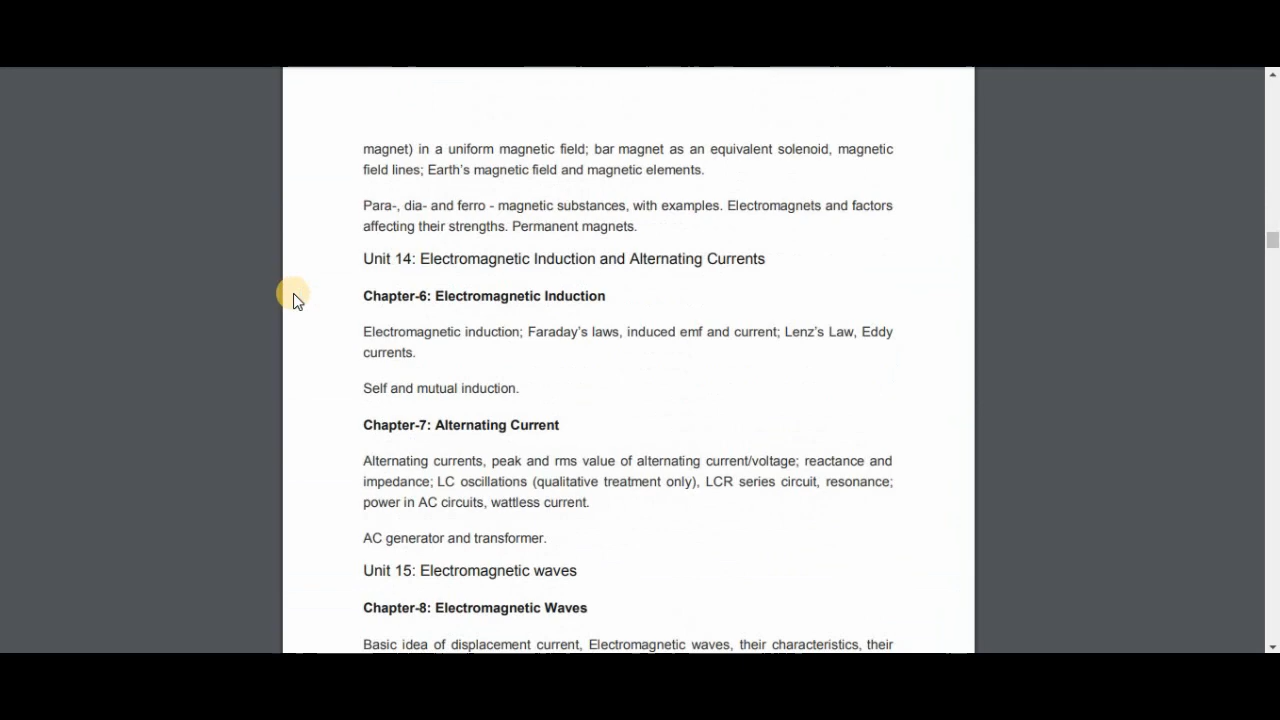 magnet) in a uniform magnetic field; bar magnet as an equivalent solenoid, magnetic
field lines; Earth's magnetic field and magnetic elements.
Para-, dia- and ferro - magnetic substances, with examples. Electromagnets and factors
affecting their strengths. Permanent magnets.
Unit 14: Electromagnetic Induction and Alternating Currents
Chapter-6: Electromagnetic Induction
Electromagnetic induction; Faraday's laws, induced emf and current; Lenz's Law, Eddy
currents.
Self and mutual induction.
Chapter-7: Alternating Current
Alternating currents, peak and rms value of alternating current/voltage; reactance and
impedance; LC oscillations (qualitative treatment only), LCR series circuit, resonance;
power in AC circuits, wattless current.
AC generator and transformer.
Unit 15: Electromagnetic waves
Chapter-8: Electromagnetic Waves
Basic idea of displacement current, Electromagnetic waves, their characteristics, their